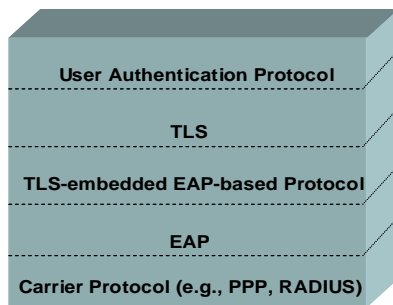 User Authentication Protocol
TLS
TLS-embedded EAP-based Protocol
EAP
Carrier Protocol (e.g., PPP, RADIUS)